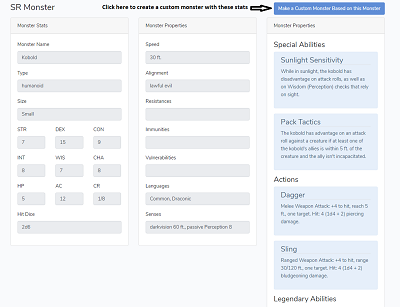 SR Monster
Click here to create a custom monster with these stats
Make a Custom Monster Based on this Monster
Monster Stats
Monster Name
Kobold
Type
humanoid
Size
Small
STR DEX CON
7 15 9
INT WIS CHA
8 7 8
HP AC CR
5 12 1/8
Hit Dice
2d6
Monster Properties
Speed
30 ft.
Alignment
lawful evil
Resistances
Immunities
Vulnerabilities
Languages
Common, Draconic
Senses
darkvision 60 ft., passive Perception 8
Monster Properties
Special Abilities
Sunlight Sensitivity
While in sunlight, the kobold has
disadvantage on attack rolls, as well as
on Wisdom (Perception) checks that rely
on sight.
Pack Tactics
The kobold has advantage on an attack
roll against a creature if at least one of
the kobold's allies is within 5 ft. of the
creature and the ally isn't incapacitated.
Actions
Dagger
Melee Weapon Attack: +4 to hit, reach 5
ft., one target. Hit: 4 (1d4 + 2) piercing
damage.
Sling
Ranged Weapon Attack: +4 to hit, range
30/120 ft., one target. Hit: 4 (1d4 + 2)
bludgeoning damage.
Legendary Abilities